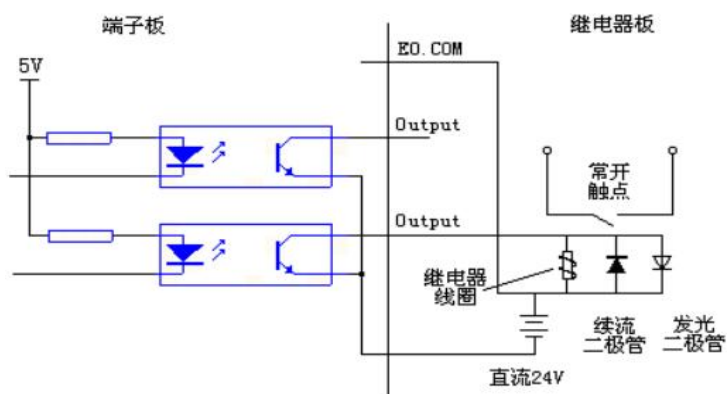 端子板
继电器板
5V
EO.COM
Output
常开
触点
Output
继电器
线圈
续流
二极管
发光
二极管
直流24V